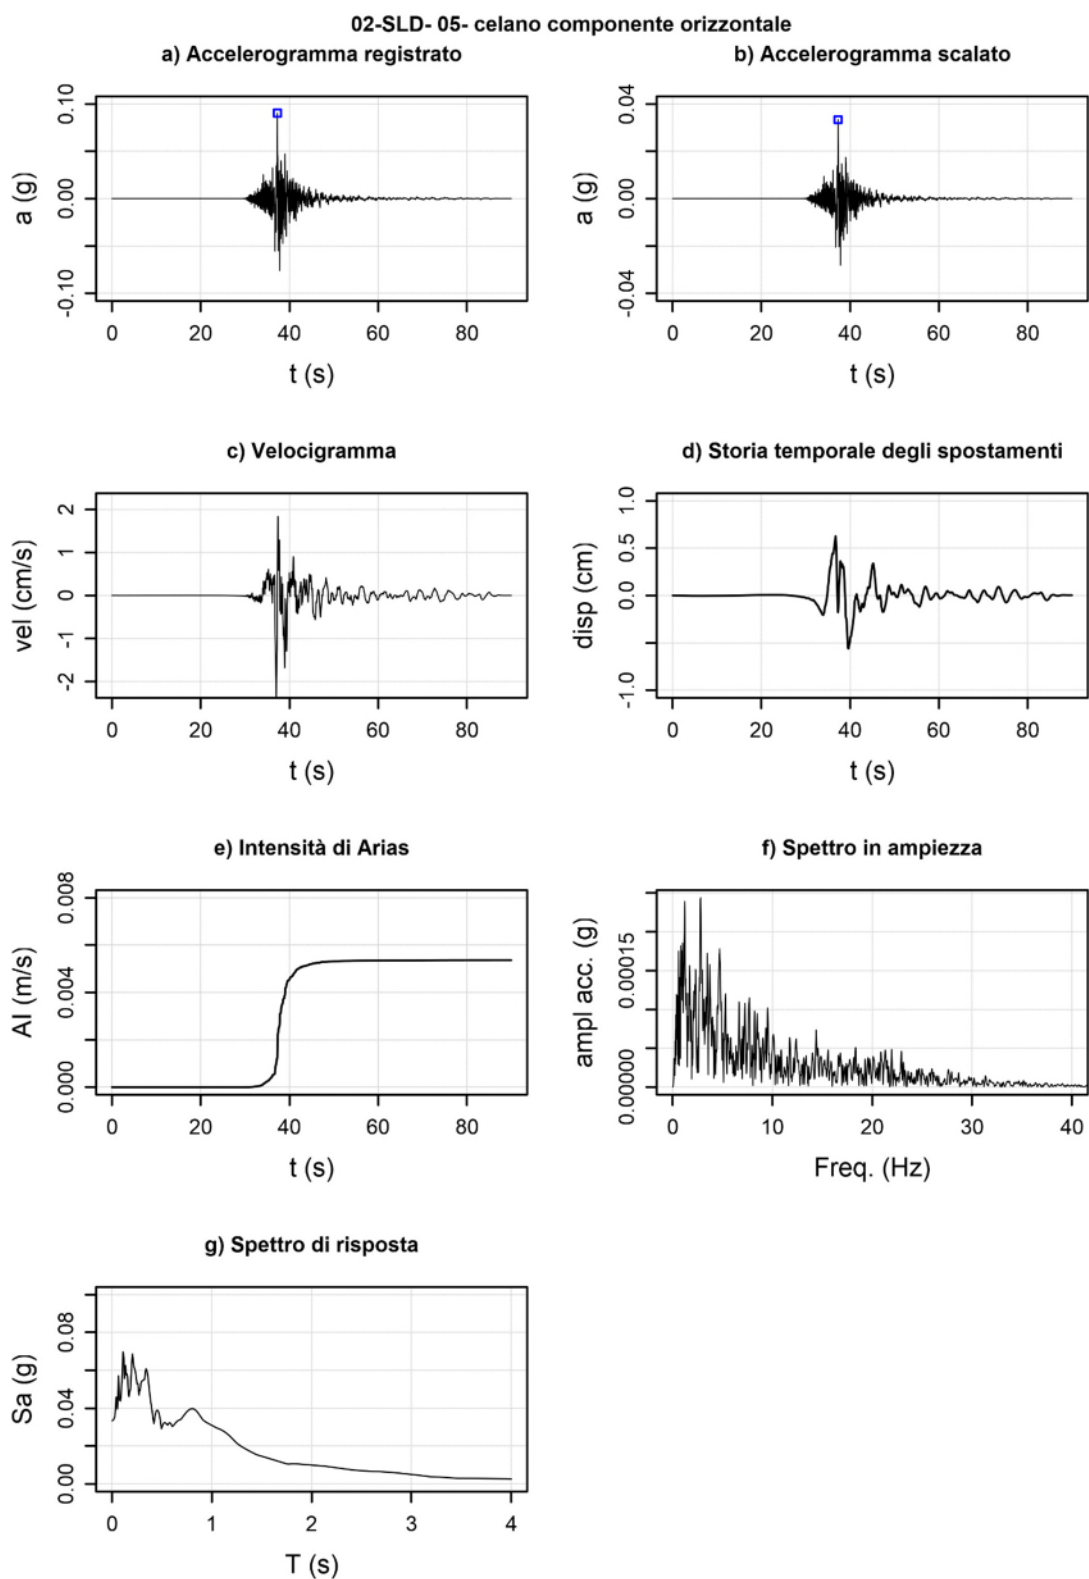 02-SLD- 05- celano componente orizzontale
a) Accelerogramma registrato
b) Accelerogramma scalato
a (g)
-0.10 0.00 0.10
0 20 40 60 80
t (s)
a (g)
-0.04 0.00 0.04
0 20 40 60 80
t (s)
c) Velocigramma
d) Storia temporale degli spostamenti
vel (cm/s)
-2 -1 0 1 2
0 20 40 60 80
t (s)
disp (cm)
-1.0 0.0 0.5 1.0
0 20 40 60 80
t (s)
e) Intensità di Arias
f) Spettro in ampiezza
AI (m/s)
0.000 0.004 0.008
0 20 40 60 80
t (s)
ampl acc. (g)
0.00000 0.00015
0 10 20 30 40
Freq. (Hz)
g) Spettro di risposta
Sa (g)
0.00 0.04 0.08
0 1 2 3 4
T (s)